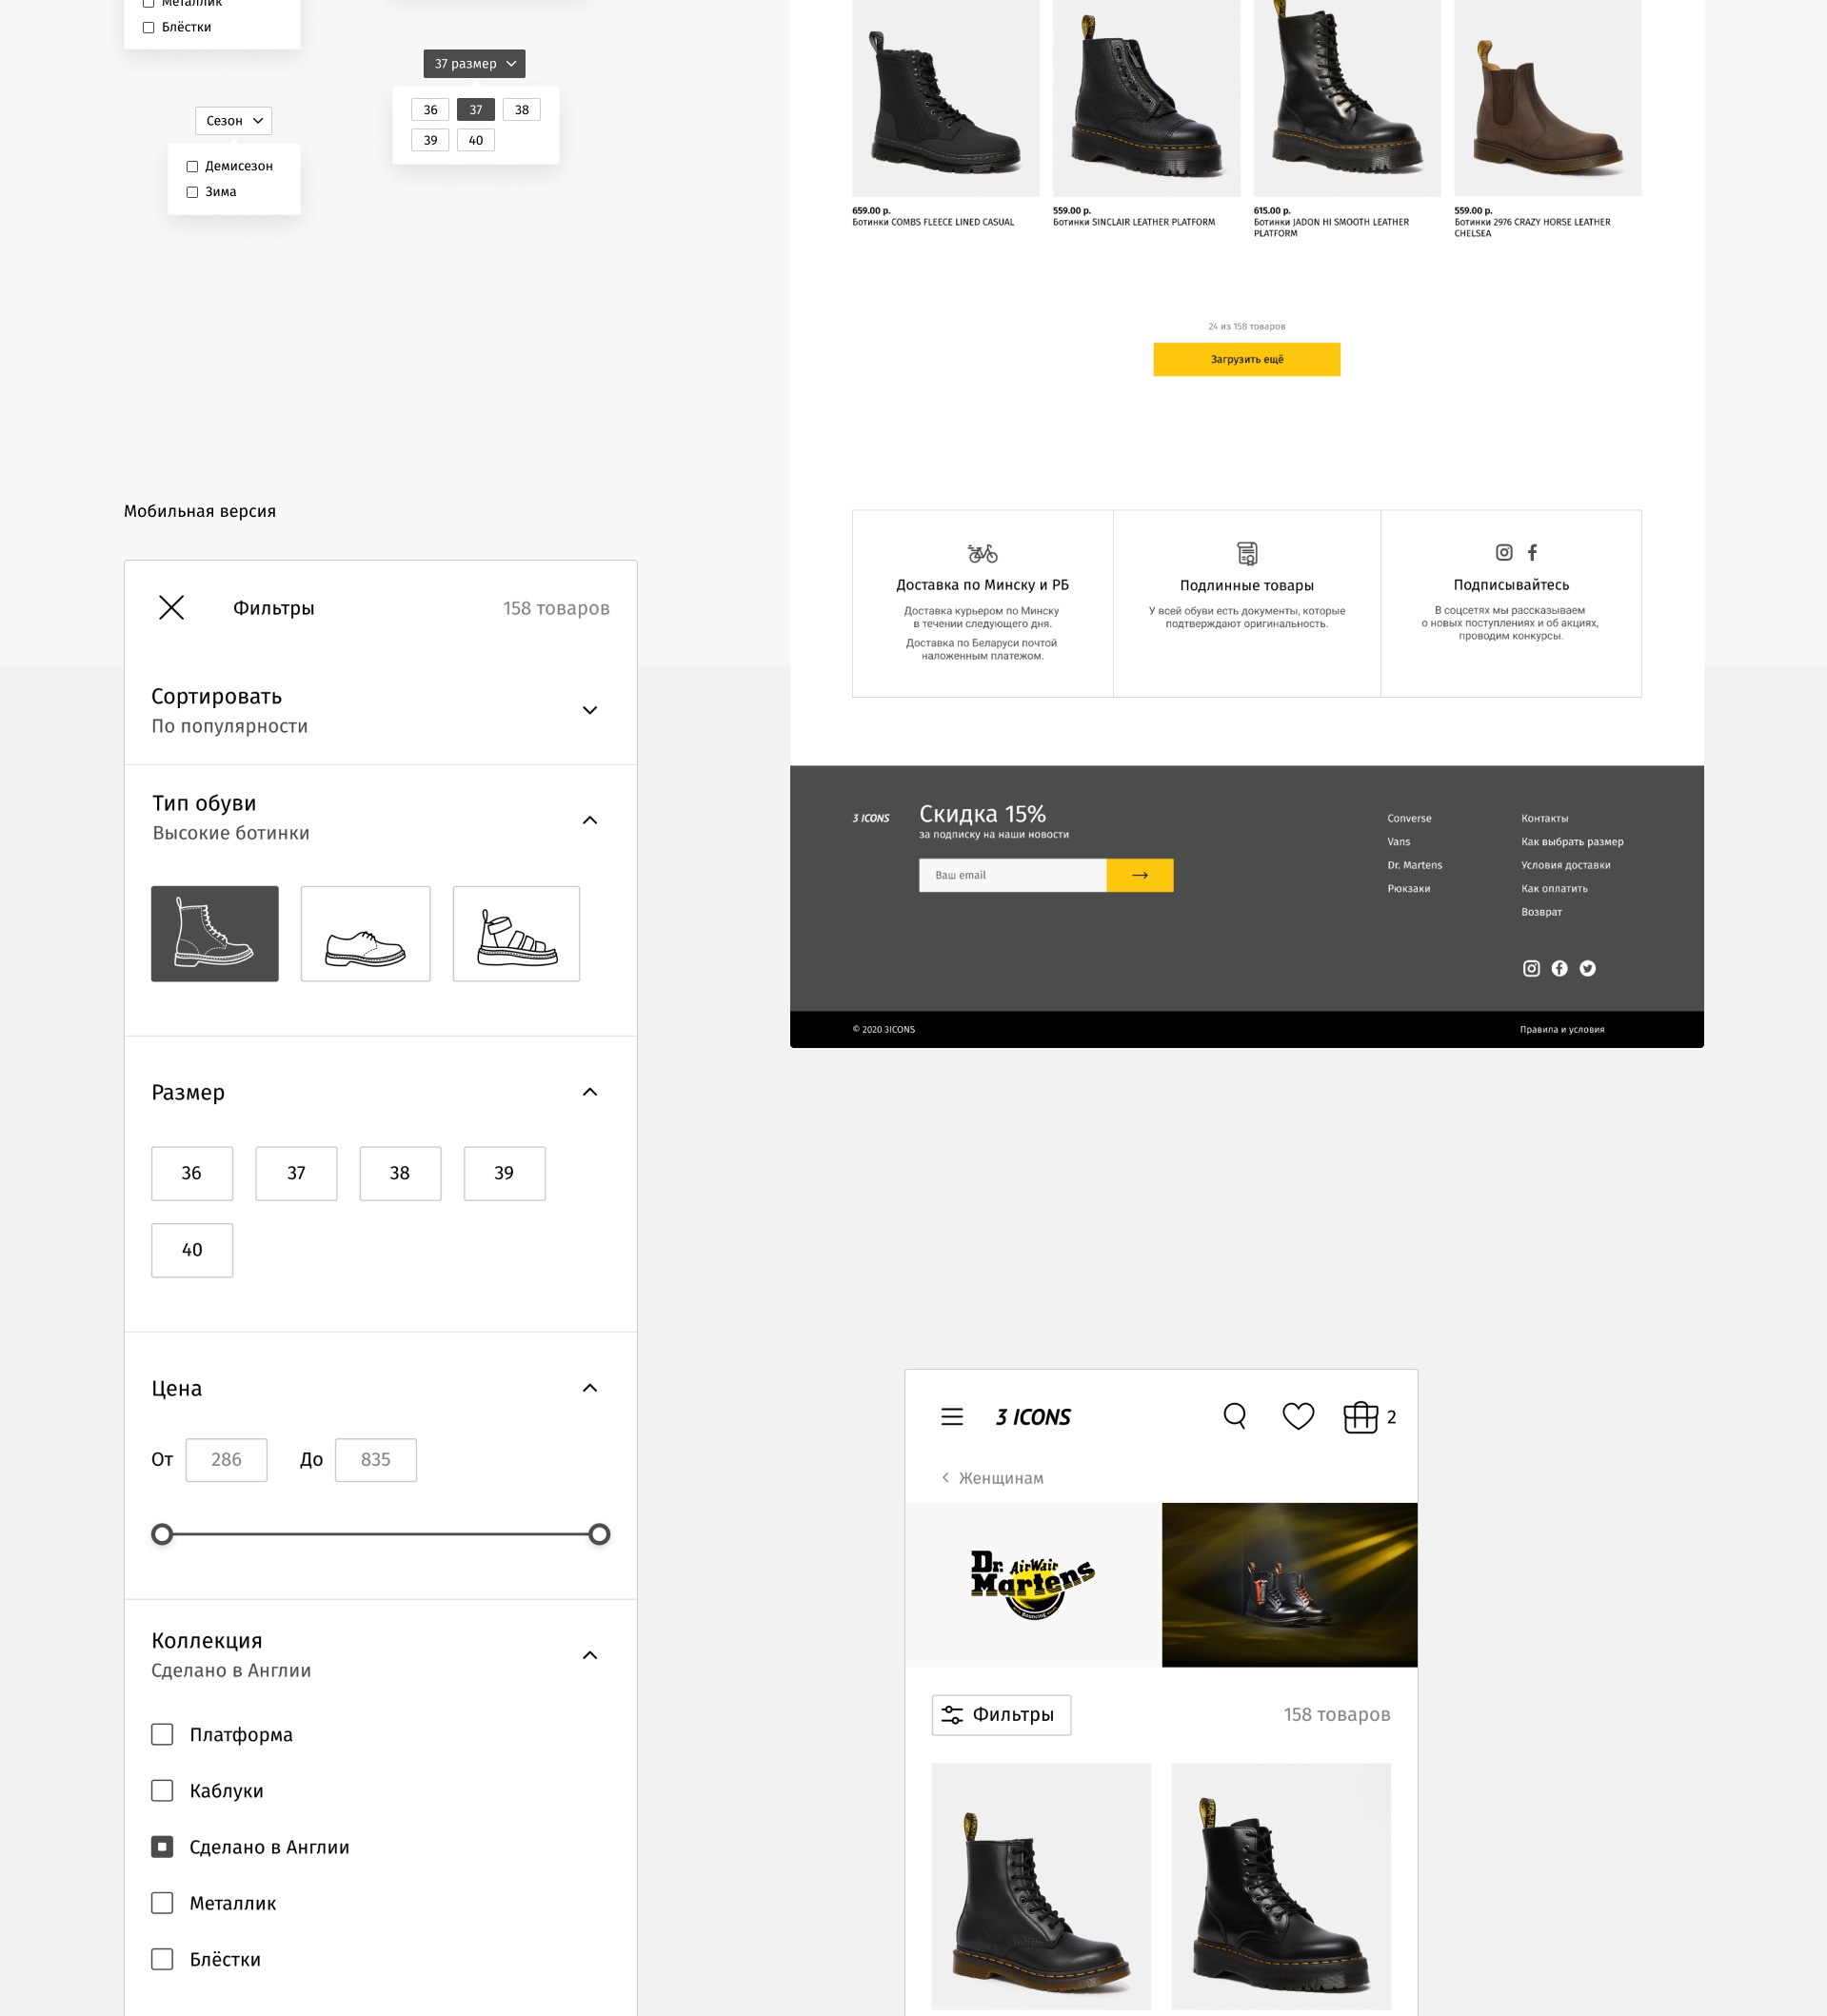 Металлик
Блёстки
Сезон
Демисезон
Зима
37 размер
36
37
38
39
40
659.00 р.
Ботинки COMBS FLEECE LINED CASUAL
559.00 р.
Ботинки SINCLAIR LEATHER PLATFORM
615.00 р.
Ботинки JADON HI SMOOTH LEATHER
PLATFORM
559.00 р.
Ботинки 2976 CRAZY HORSE LEATHER
CHELSEA
24 из 158 товаров
Загрузить ещё
Доставка по Минску и РБ
Доставка курьером по Минску
в течении следующего дня.
Доставка по Беларуси почтой
наложенным платежом.
Подлинные товары
У всей обуви есть документы, которые
подтверждают оригинальность.
Подписывайтесь
В соцсетях мы рассказываем
о новых поступлениях и об акциях,
проводим конкурсы.
3 ICONS
Скидка 15%
за подписку на наши новости
Ваш email
Converse
Vans
Dr. Martens
Рюкзаки
Контакты
Как выбрать размер
Условия доставки
Как оплатить
Возврат
© 2020 3ICONS
Правила и условия
Мобильная версия
Фильтры
158 товаров
Сортировать
По популярности
Тип обуви
Высокие ботинки
Размер
36
37
38
39
40
Цена
От
286
До
835
Коллекция
Сделано в Англии
Платформа
Каблуки
Сделано в Англии
Металлик
Блёстки
3 ICONS
2
Женщинам
Dr. AirWair
Martens
Bouncing
Фильтры
158 товаров